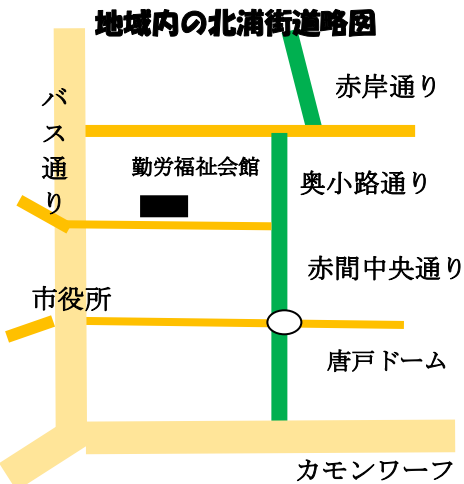 地域内の北浦街道略図
赤岸通り
バス通り
勤労福祉会館
奥小路通り
赤間中央通り
市役所
唐戸ドーム
カモンワーフ